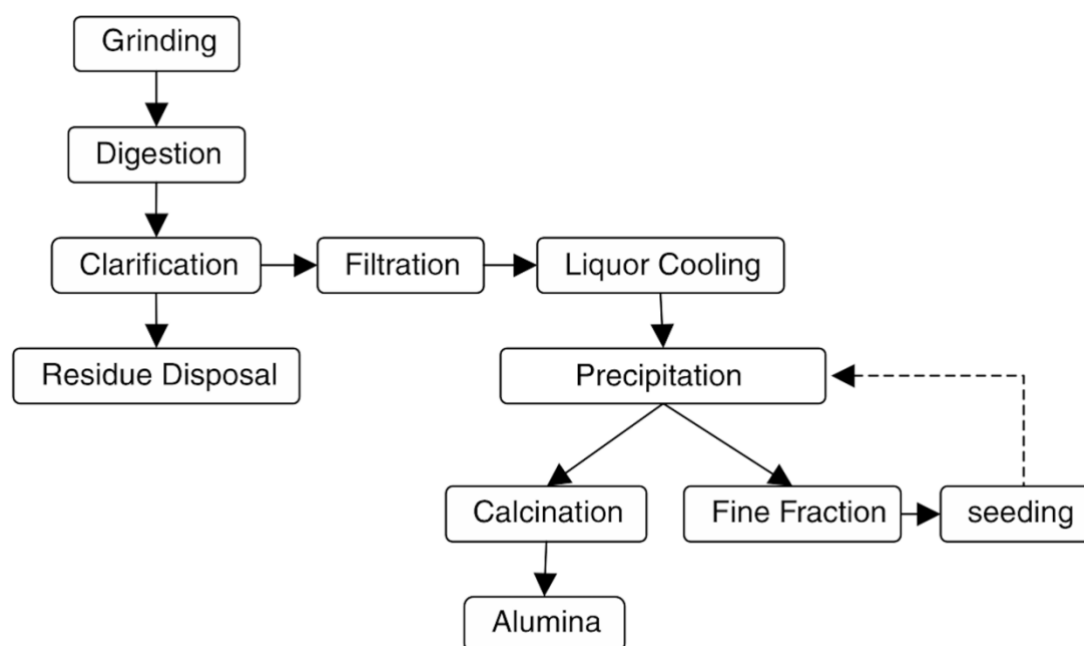 Grinding
Digestion
Clarification
Filtration
Liquor Cooling
Residue Disposal
Precipitation
Calcination
Fine Fraction
seeding
Alumina